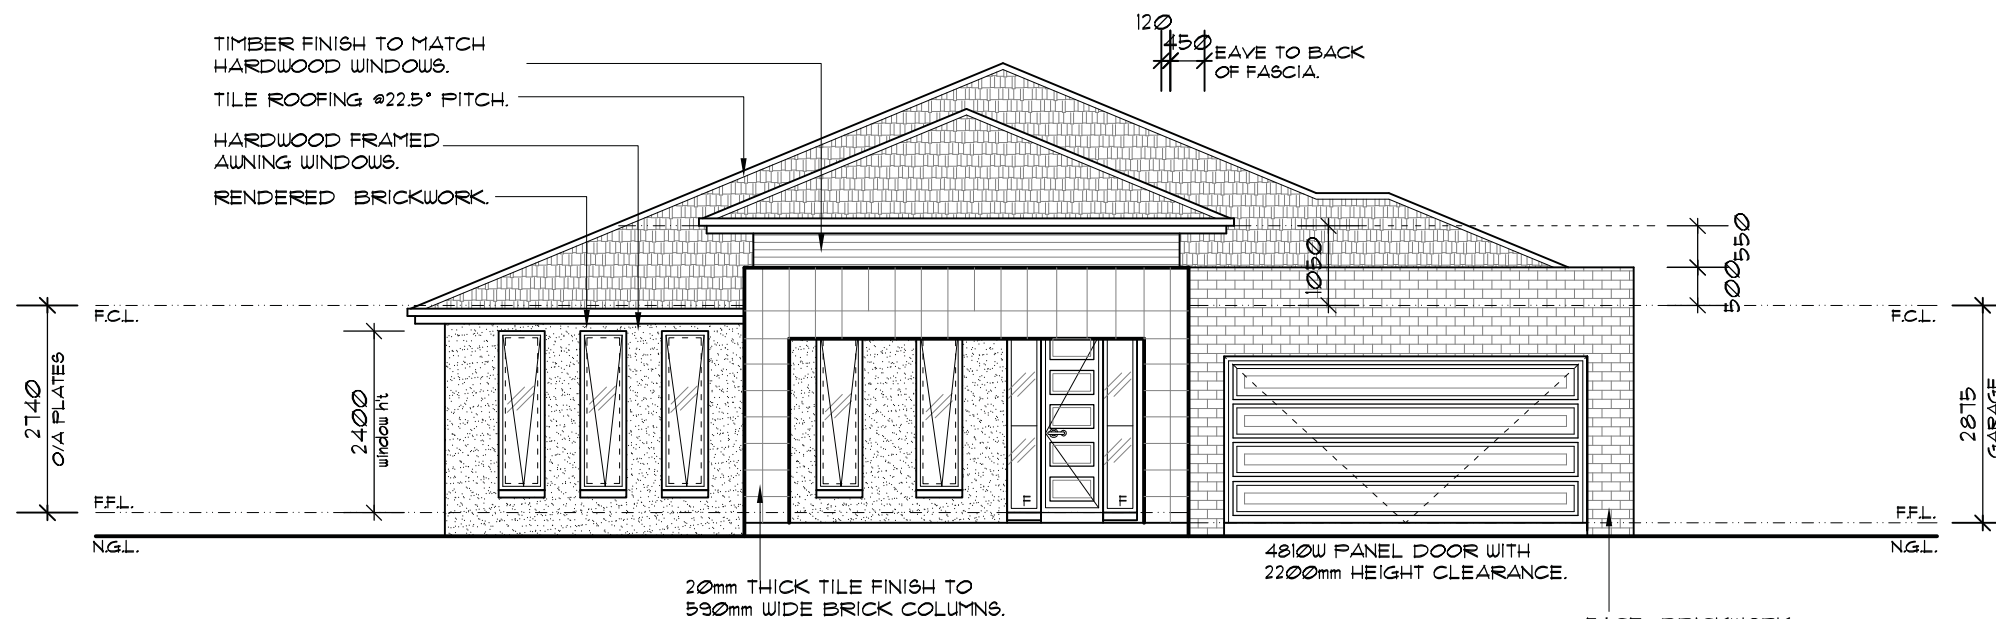 TIMBER FINISH TO MATCH
HARDWOOD WINDOWS.
TILE ROOFING @22.5° PITCH.
HARDWOOD FRAMED
AWNING WINDOWS.
RENDERED BRICKWORK.
120
450
EAVE TO BACK
OF FASCIA.
550
500
1050
F.C.L.
F.C.L.
2740
O/A PLATES
2400
window h't
2875
GARAGE
F
F
F.F.L.
F.F.L.
N.G.L.
N.G.L.
4810W PANEL DOOR WITH
2200mm HEIGHT CLEARANCE.
20mm THICK TILE FINISH TO
590mm WIDE BRICK COLUMNS.